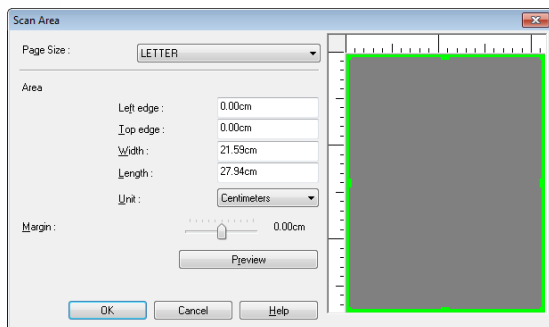 Scan Area
Page Size : LETTER
Area
Left edge : 0.00cm
Top edge : 0.00cm
Width : 21.59cm
Length : 27.94cm
Unit : Centimeters
Margin : 0.00cm
Preview
OK Cancel Help